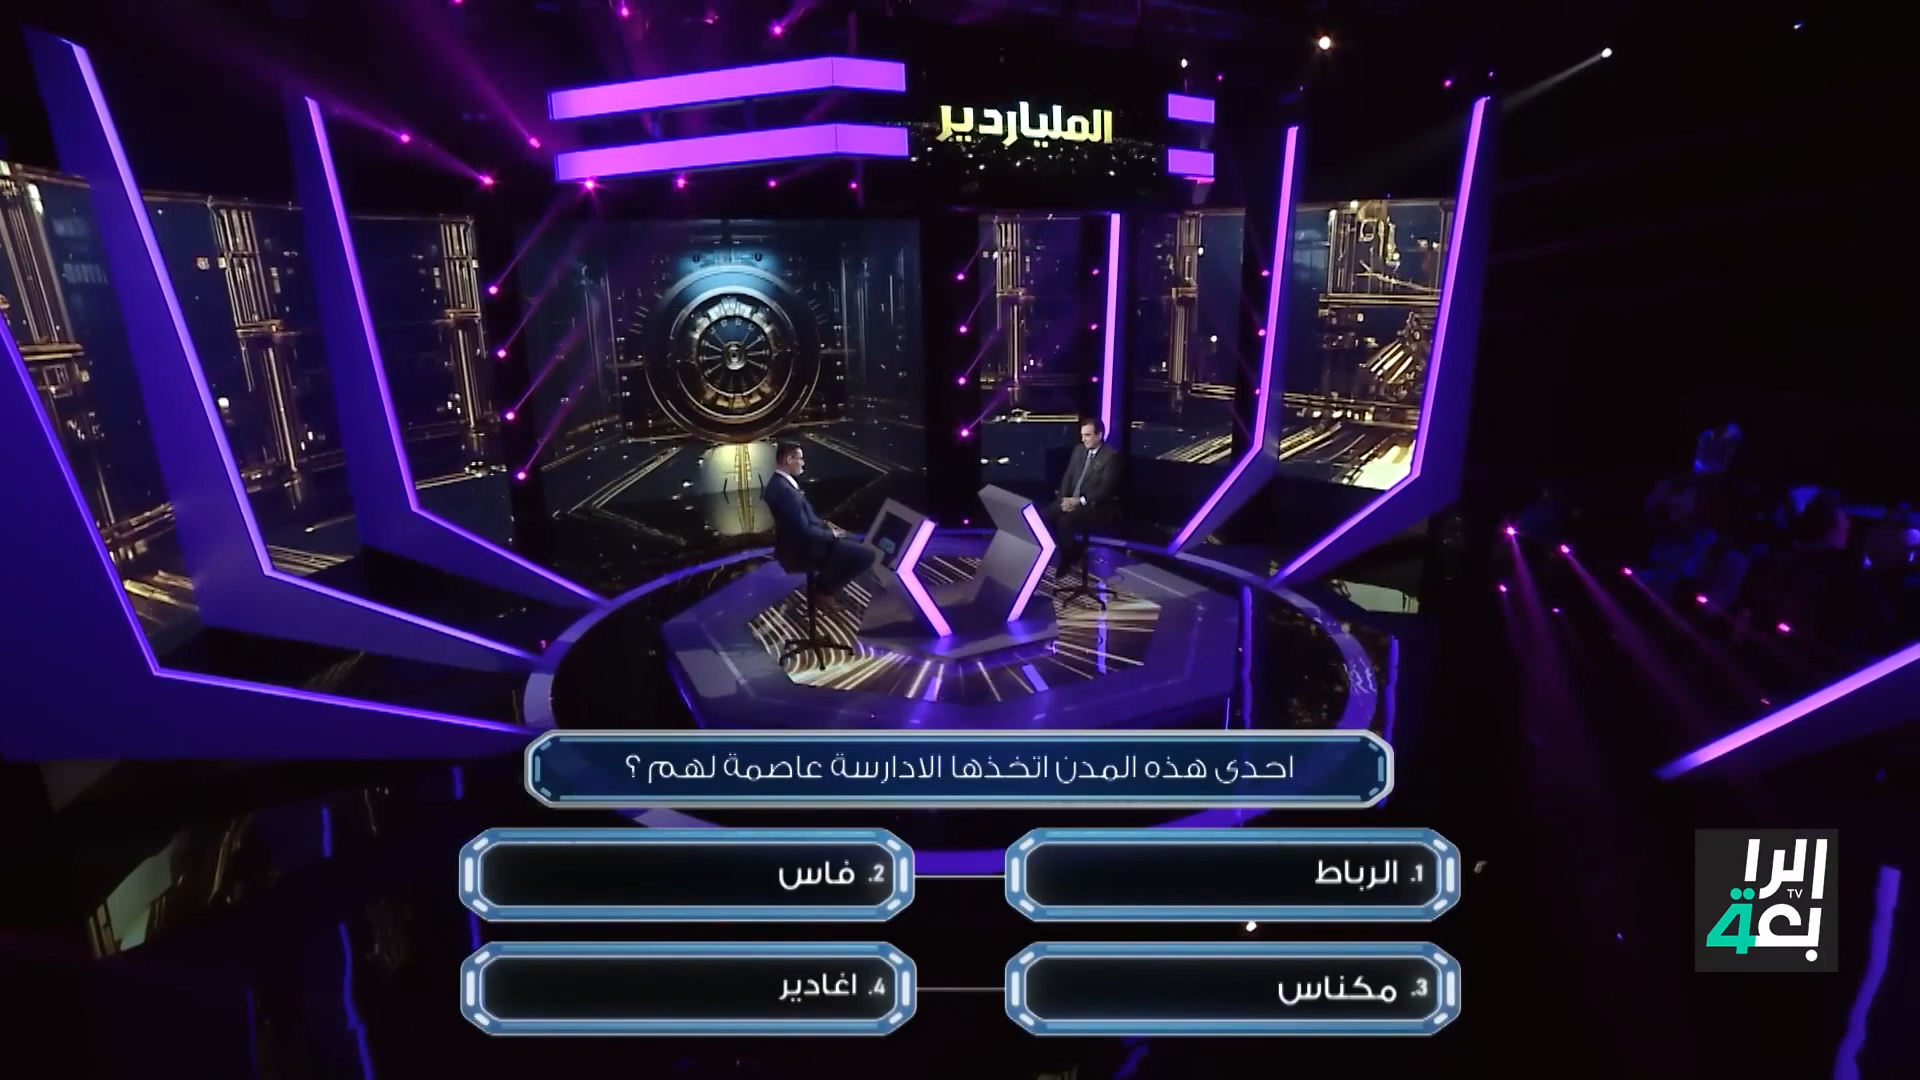 الملياردير
احدى هذه المدن اتخذها الادارسة عاصمة لهم ؟
1. الرباط
2. فاس
3. مكناس
4. اغادير
الرا
TV
بعة
4